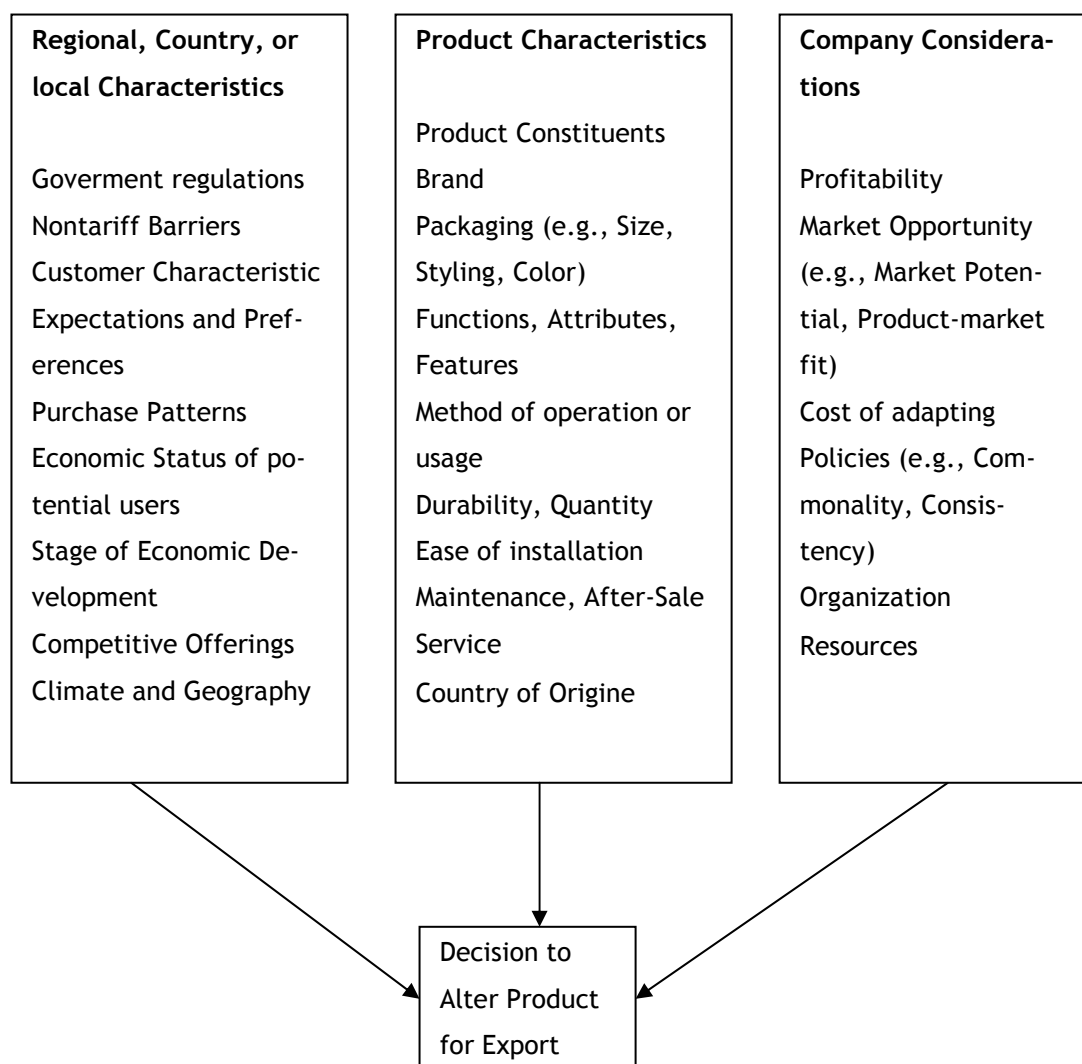 Regional, Country, or
local Characteristics
Goverment regulations
Nontariff Barriers
Customer Characteristic
Expectations and Pref-
erences
Purchase Patterns
Economic Status of po-
tential users
Stage of Economic De-
velopment
Competitive Offerings
Climate and Geography
Product Characteristics
Product Constituents
Brand
Packaging (e.g., Size,
Styling, Color)
Functions, Attributes,
Features
Method of operation or
usage
Durability, Quantity
Ease of installation
Maintenance, After-Sale
Service
Country of Origine
Company Considera-
tions
Profitability
Market Opportunity
(e.g., Market Poten-
tial, Product-market
fit)
Cost of adapting
Policies (e.g., Com-
monality, Consis-
tency)
Organization
Resources
Decision to
Alter Product
for Export